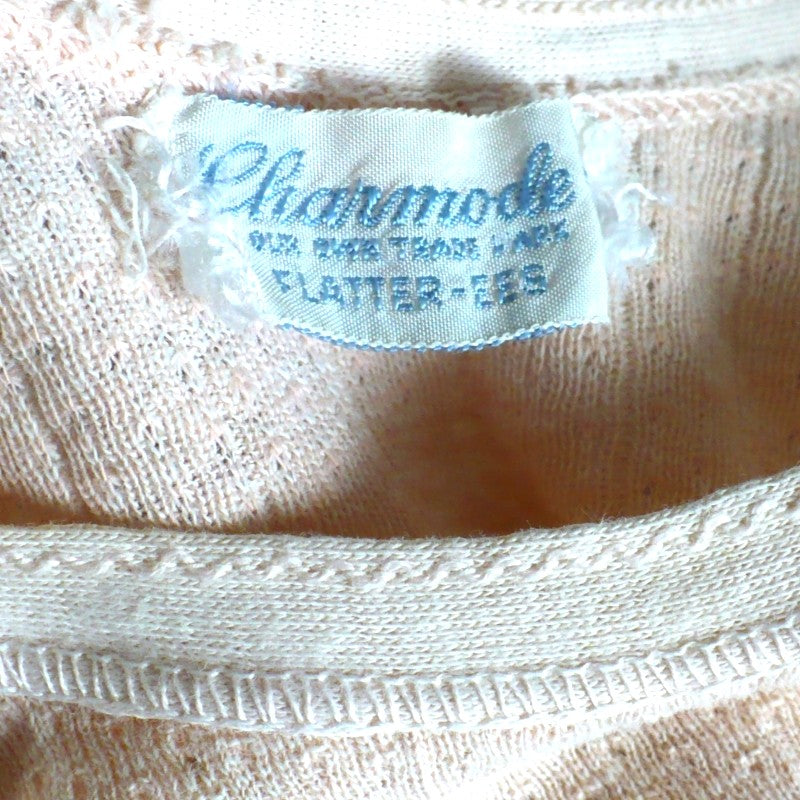 Charmode
OUR OWN TRADE MARK
FLATTER-EES